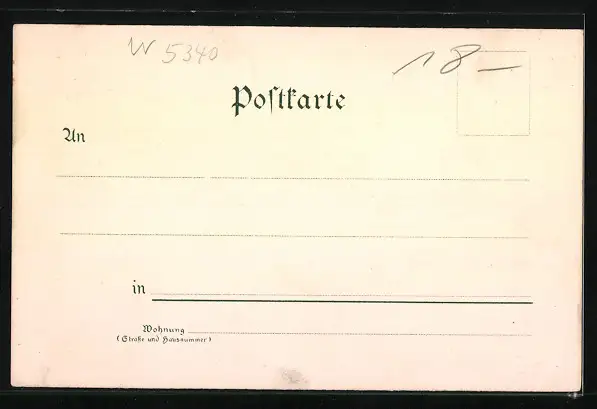 W 5340
18 –
Postkarte
An
in
Wohnung
(Straße und Hausnummer)